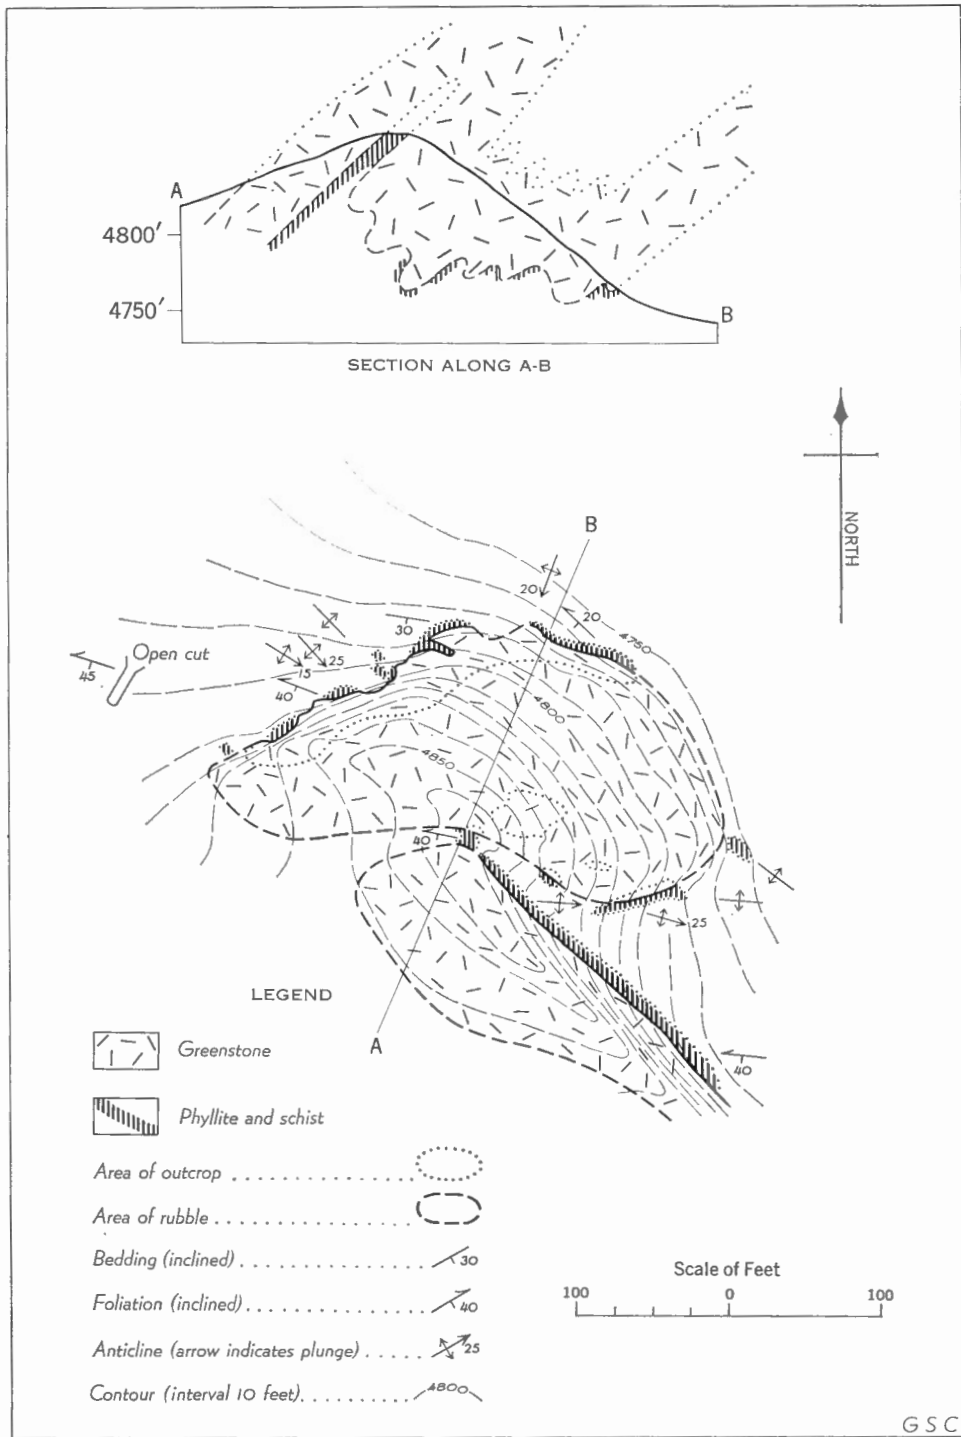 A
4800′
4750′
B
SECTION ALONG A-B
NORTH
B
20
20
4750
30
Open cut
45
25
15
40
4800
4850
40
25
LEGEND
A
40
Greenstone
Phyllite and schist
Area of outcrop
Area of rubble
Bedding (inclined) 30
Foliation (inclined) 40
Anticline (arrow indicates plunge) 25
Contour (interval 10 feet) 4800
Scale of Feet
100 0 100
GSC